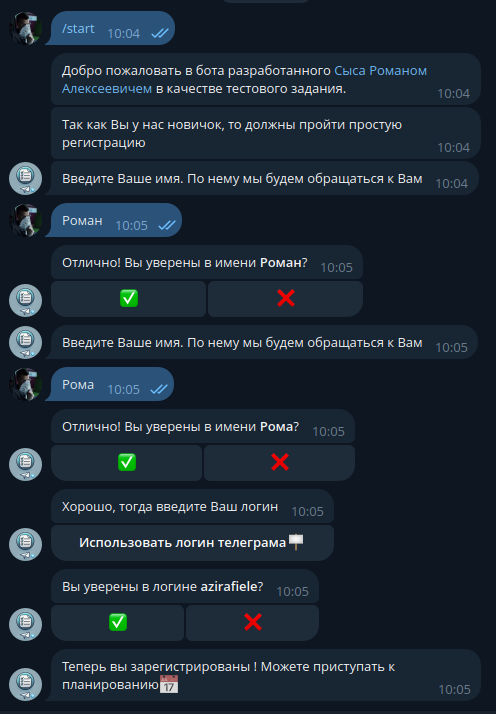 /start 10:04
Добро пожаловать в бота разработанного Сыса Романом
Алексеевичем в качестве тестового задания. 10:04
Так как Вы у нас новичок, то должны пройти простую
регистрацию 10:04
Введите Ваше имя. По нему мы будем обращаться к Вам 10:04
Роман 10:05
Отлично! Вы уверены в имени Роман? 10:05
Введите Ваше имя. По нему мы будем обращаться к Вам 10:05
Рома 10:05
Отлично! Вы уверены в имени Рома? 10:05
Хорошо, тогда введите Ваш логин 10:05
Использовать логин телеграма
Вы уверены в логине azirafiele? 10:05
Теперь вы зарегистрированы ! Можете приступать к
планированию 17 10:05